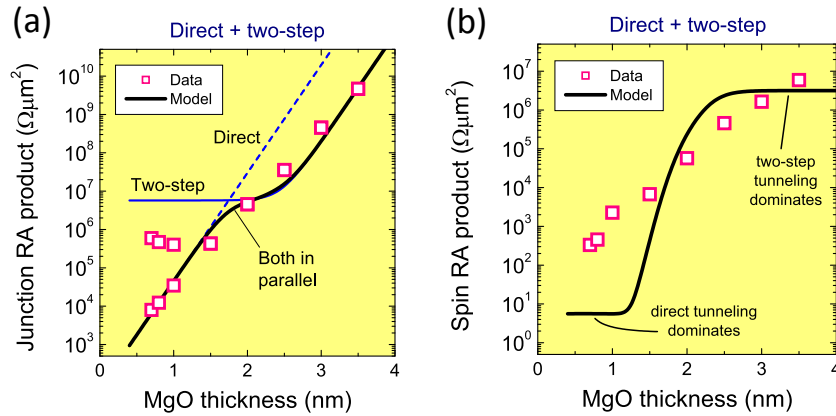 (a)
Direct + two-step
Junction RA product (Ωµm²)
10¹⁰
10⁹
10⁸
10⁷
10⁶
10⁵
10⁴
10³
Data
Model
Direct
Two-step
Both in
parallel
0 1 2 3 4
MgO thickness (nm)
(b)
Direct + two-step
Spin RA product (Ωµm²)
10⁷
10⁶
10⁵
10⁴
10³
10²
10¹
10⁰
Data
Model
two-step
tunneling
dominates
direct tunneling
dominates
0 1 2 3 4
MgO thickness (nm)